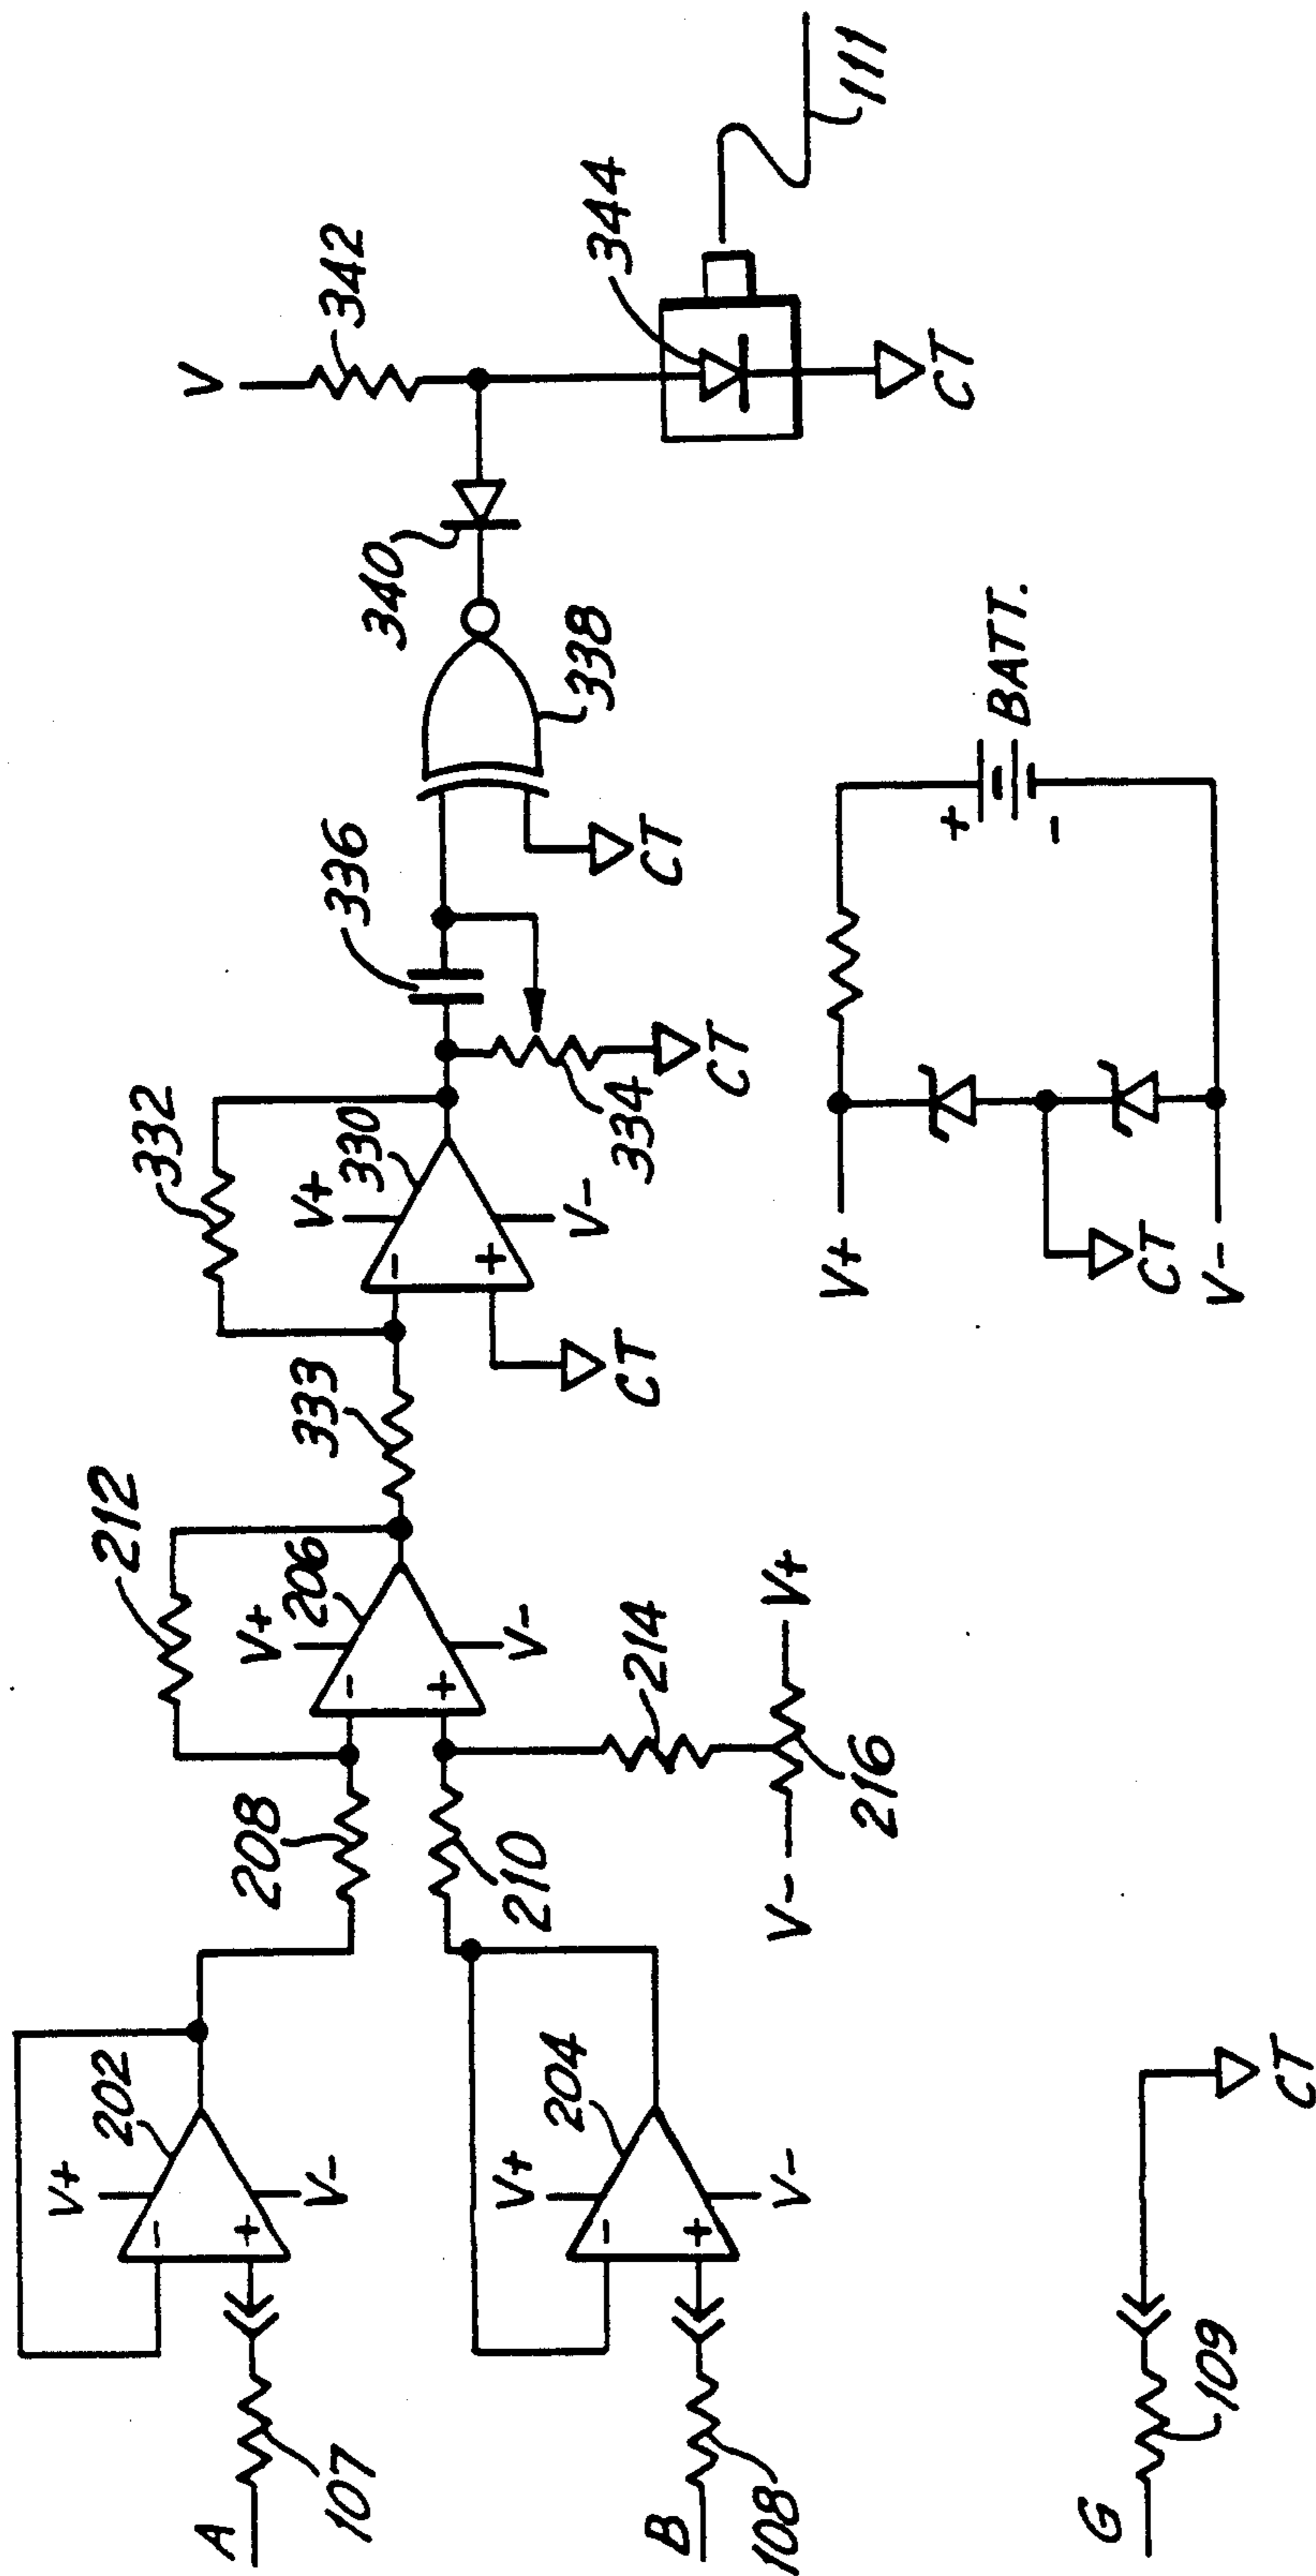 A
107
V+
202
V-
-
+
B
108
V+
204
V-
-
+
G
109
CT
208
210
212
V+
206
V-
-
+
214
V-
216
V+
333
332
V+
330
V-
-
+
CT
334
CT
336
338
CT
340
V
342
344
CT
111
V+
CT
V-
+
-
BATT.